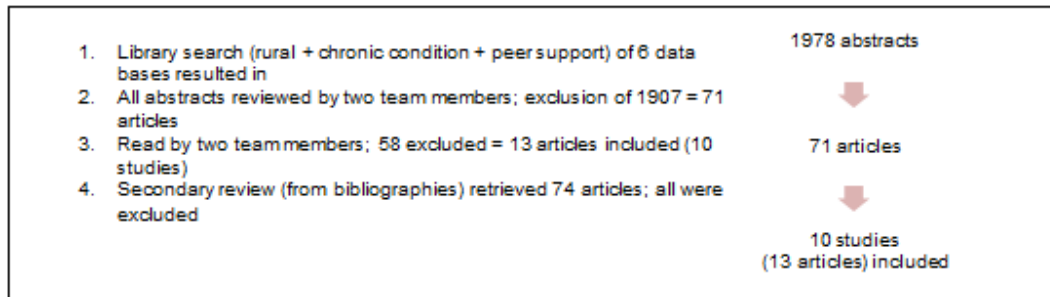 1. Library search (rural + chronic condition + peer support) of 6 data
bases resulted in
2. All abstracts reviewed by two team members; exclusion of 1907 = 71
articles
3. Read by two team members; 58 excluded = 13 articles included (10
studies)
4. Secondary review (from bibliographies) retrieved 74 articles; all were
excluded
1978 abstracts
71 articles
10 studies
(13 articles) included